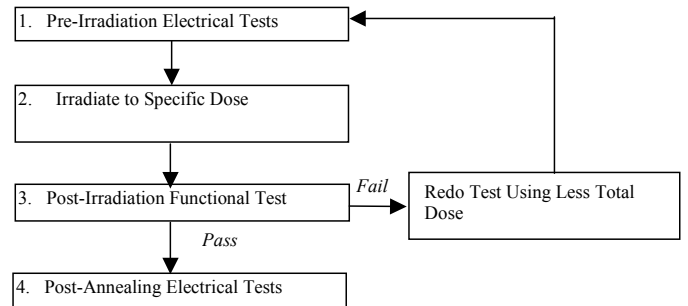 1. Pre-Irradiation Electrical Tests
2. Irradiate to Specific Dose
3. Post-Irradiation Functional Test
Fail
Redo Test Using Less Total
Dose
Pass
4. Post-Annealing Electrical Tests